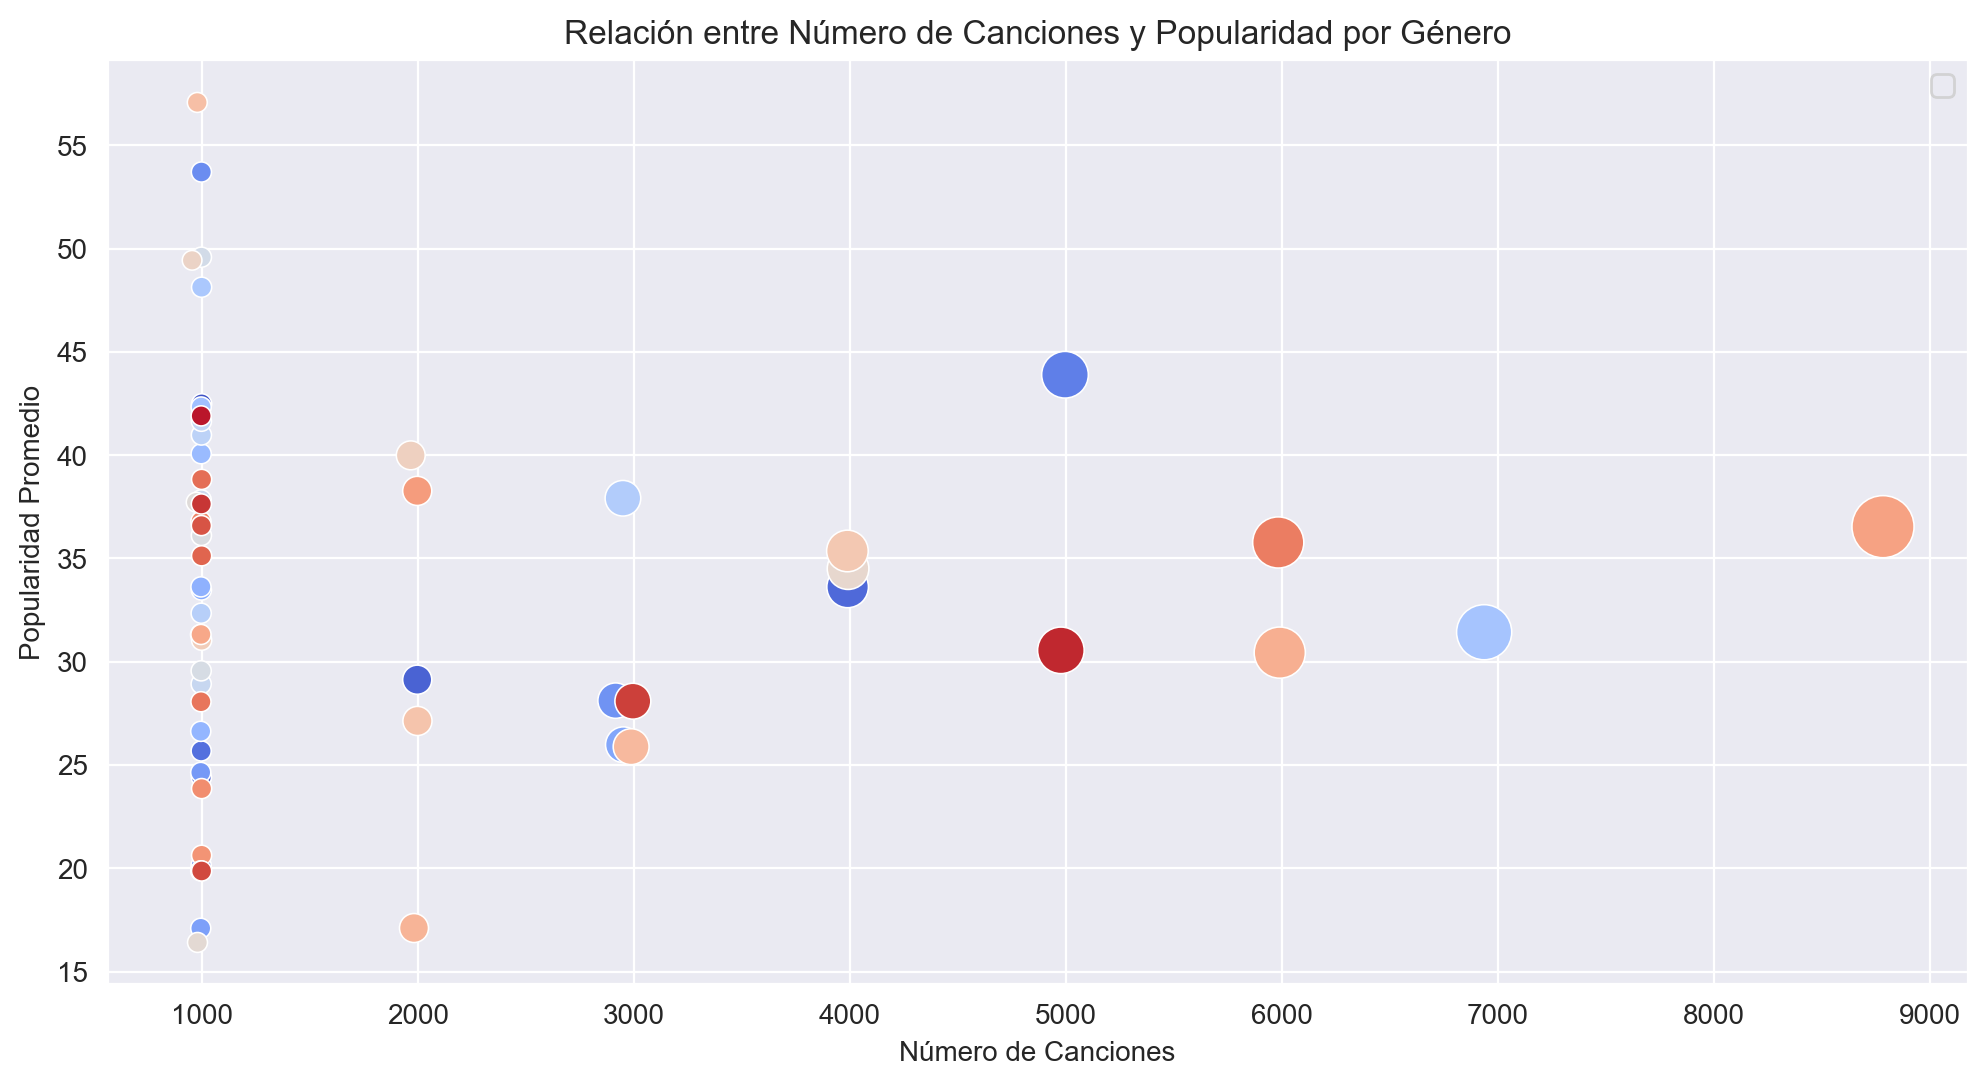 Relación entre Número de Canciones y Popularidad por Género
Popularidad Promedio
55
50
45
40
35
30
25
20
15
1000 2000 3000 4000 5000 6000 7000 8000 9000
Número de Canciones